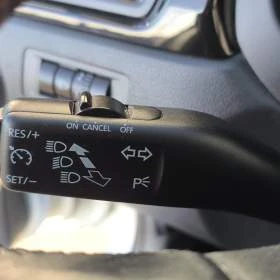 ON CANCEL OFF
RES/+
SET/-
P